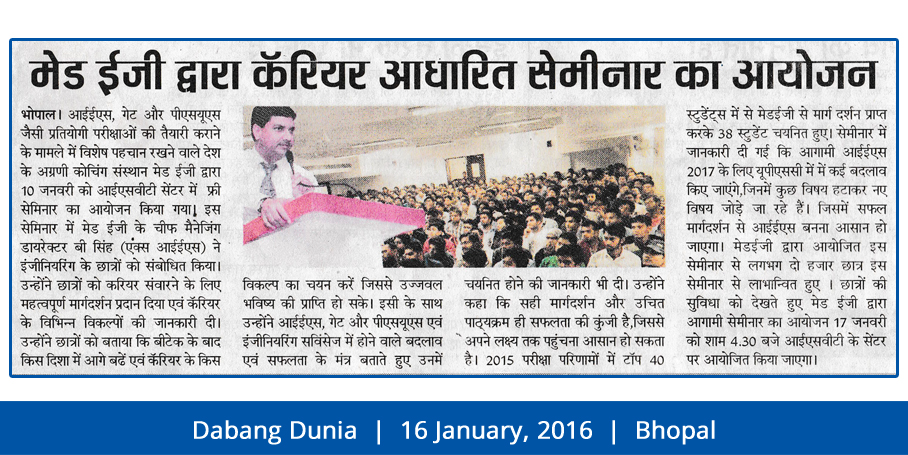 मेड ईजी द्वारा कॅरियर आधारित सेमीनार का आयोजन
भोपाल। आईईएस, गेट और पीएसयूएस
जैसी प्रतियोगी परीक्षाओं की तैयारी कराने
के मामले में विशेष पहचान रखने वाले देश
के अग्रणी कोचिंग संस्थान मेड ईजी द्वारा
10 जनवरी को आईएसवीटी सेंटर में फ्री
सेमिनार का आयोजन किया गया। इस
सेमीनार में मेड ईजी के चीफ मैनेजिंग
डायरेक्टर बी सिंह (एक्स आईईएस) ने
इंजीनियरिंग के छात्रों को संबोधित किया।
उन्होंने छात्रों को करियर संवारने के लिए
महत्वपूर्ण मार्गदर्शन प्रदान दिया एवं कॅरियर
के विभिन्न विकल्पों की जानकारी दी।
उन्होंने छात्रों को बताया कि बीटेक के बाद
किस दिशा में आगे बढें एवं कॅरियर के किस
विकल्प का चयन करें जिससे उज्जवल
भविष्य की प्राप्ति हो सके। इसी के साथ
उन्होंने आईईएस, गेट और पीएसयूएस एवं
इंजीनियरिंग सर्विसेज में होने वाले बदलाव
एवं सफलता के मंत्र बताते हुए उनमें
चयनित होने की जानकारी भी दी। उन्होंने
कहा कि सही मार्गदर्शन और उचित
पाठ्यक्रम ही सफलता की कुंजी है,जिससे
अपने लक्ष्य तक पहुंचना आसान हो सकता
है। 2015 परीक्षा परिणामों में टॉप 40
स्टुडेंट्स में से मेडईजी से मार्ग दर्शन प्राप्त
करके 38 स्टुडेंट चयनित हुए। सेमीनार में
जानकारी दी गई कि आगामी आईईएस
2017 के लिए यूपीएससी में में कई बदलाव
किए जाएंगे,जिनमें कुछ विषय हटाकर नए
विषय जोड़े जा रहे हैं। जिसमें सफल
मार्गदर्शन से आईईएस बनना आसान हो
जाएगा। मेडईजी द्वारा आयोजित इस
सेमीनार से लगभग दो हजार छात्र इस
सेमीनार से लाभान्वित हुए । छात्रों की
सुविधा को देखते हुए मेड ईजी द्वारा
आगामी सेमीनार का आयोजन 17 जनवरी
को शाम 4.30 बजे आईएसवीटी के सेंटर
पर आयोजित किया जाएगा।
Dabang Dunia | 16 January, 2016 | Bhopal